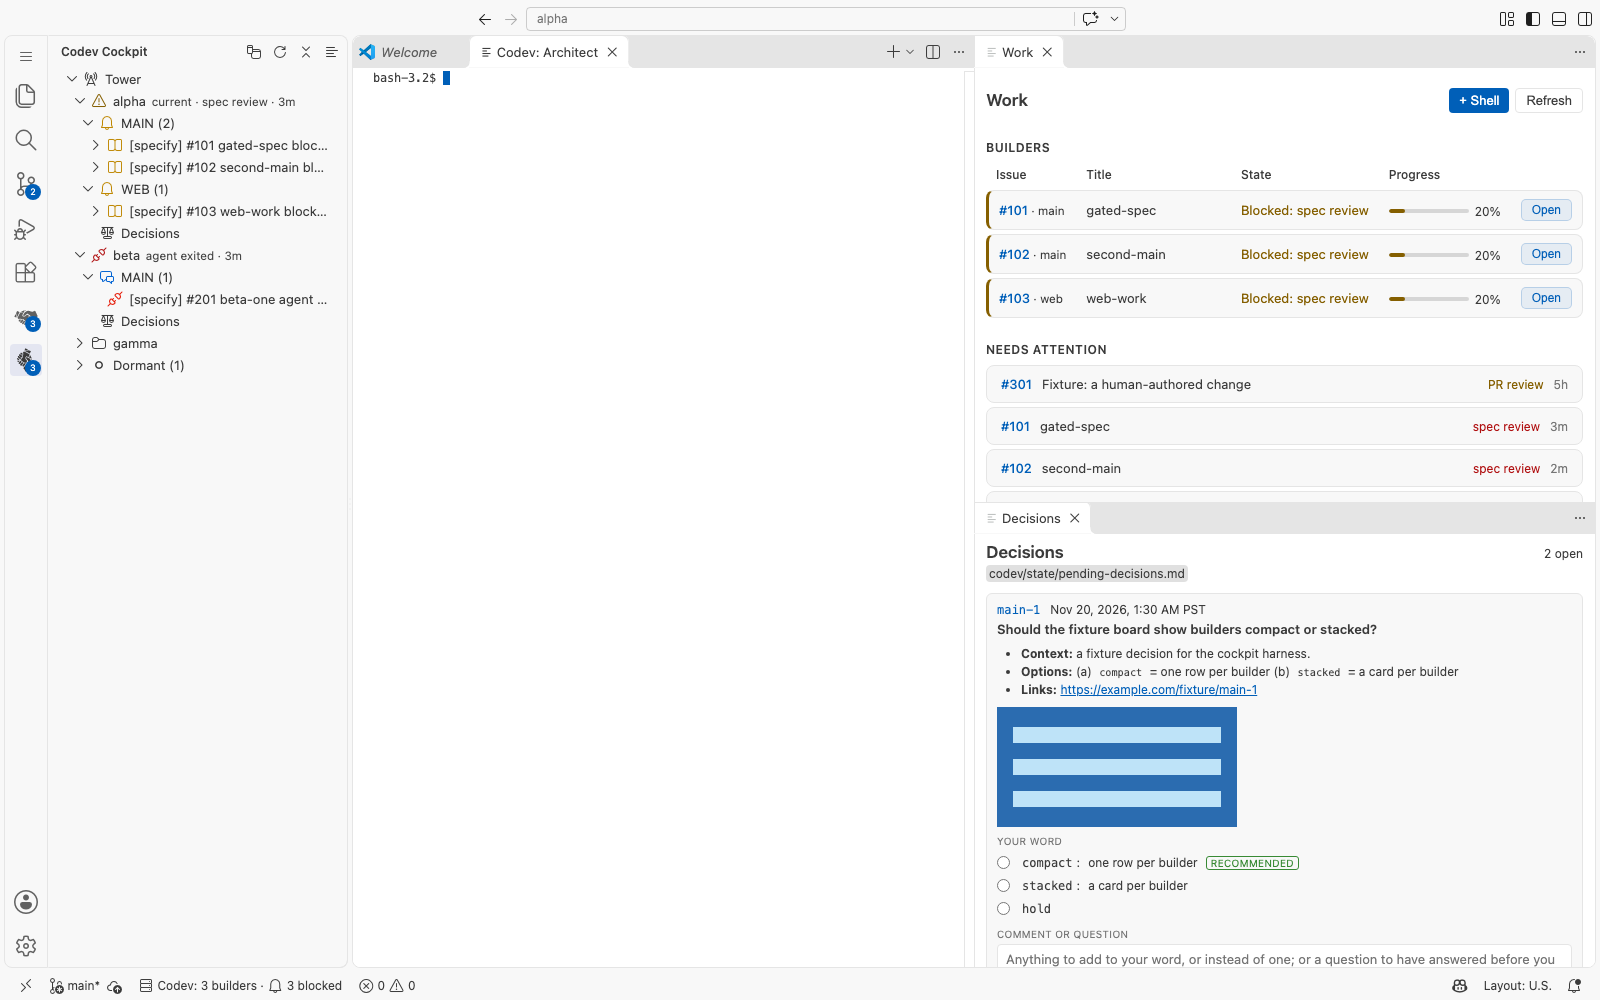 alpha
Codev Cockpit
Tower
alpha current · spec review · 3m
MAIN (2)
[specify] #101 gated-spec bloc...
[specify] #102 second-main bl...
WEB (1)
[specify] #103 web-work block...
Decisions
beta agent exited · 3m
MAIN (1)
[specify] #201 beta-one agent ...
Decisions
gamma
Dormant (1)
2
3
3
Welcome
Codev: Architect
bash-3.2$
Work
Work
+ Shell
Refresh
BUILDERS
Issue Title State Progress
#101 · main gated-spec Blocked: spec review 20% Open
#102 · main second-main Blocked: spec review 20% Open
#103 · web web-work Blocked: spec review 20% Open
NEEDS ATTENTION
#301 Fixture: a human-authored change PR review 5h
#101 gated-spec spec review 3m
#102 second-main spec review 2m
Decisions
Decisions
2 open
codev/state/pending-decisions.md
main-1 Nov 20, 2026, 1:30 AM PST
Should the fixture board show builders compact or stacked?
• Context: a fixture decision for the cockpit harness.
• Options: (a) compact = one row per builder (b) stacked = a card per builder
• Links: https://example.com/fixture/main-1
YOUR WORD
compact : one row per builder RECOMMENDED
stacked : a card per builder
hold
COMMENT OR QUESTION
Anything to add to your word, or instead of one; or a question to have answered before you
main* Codev: 3 builders · 3 blocked 0 0
Layout: U.S.